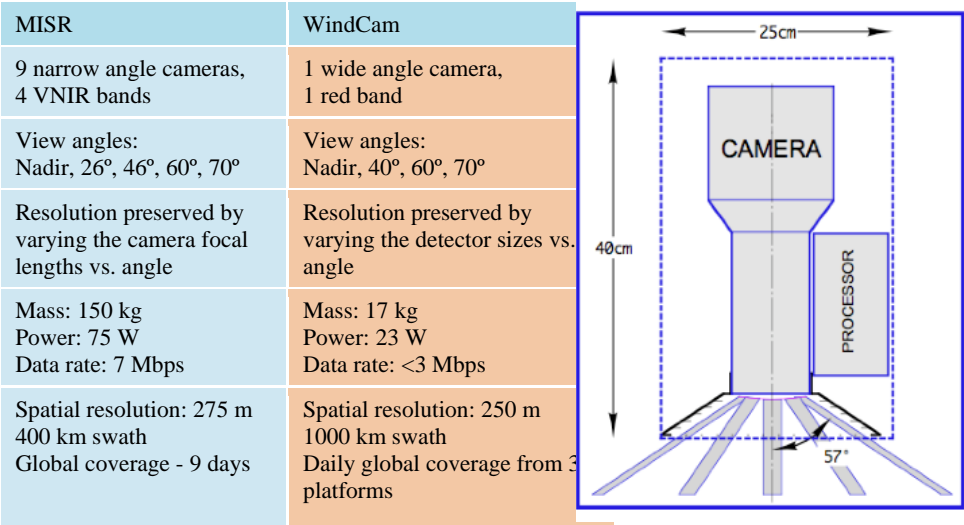 MISR
WindCam
9 narrow angle cameras,
4 VNIR bands
1 wide angle camera,
1 red band
View angles:
Nadir, 26º, 46º, 60º, 70º
View angles:
Nadir, 40º, 60º, 70º
Resolution preserved by
varying the camera focal
lengths vs. angle
Resolution preserved by
varying the detector sizes vs.
angle
Mass: 150 kg
Power: 75 W
Data rate: 7 Mbps
Mass: 17 kg
Power: 23 W
Data rate: <3 Mbps
Spatial resolution: 275 m
400 km swath
Global coverage - 9 days
Spatial resolution: 250 m
1000 km swath
Daily global coverage from 3
platforms
25cm
CAMERA
40cm
PROCESSOR
57°